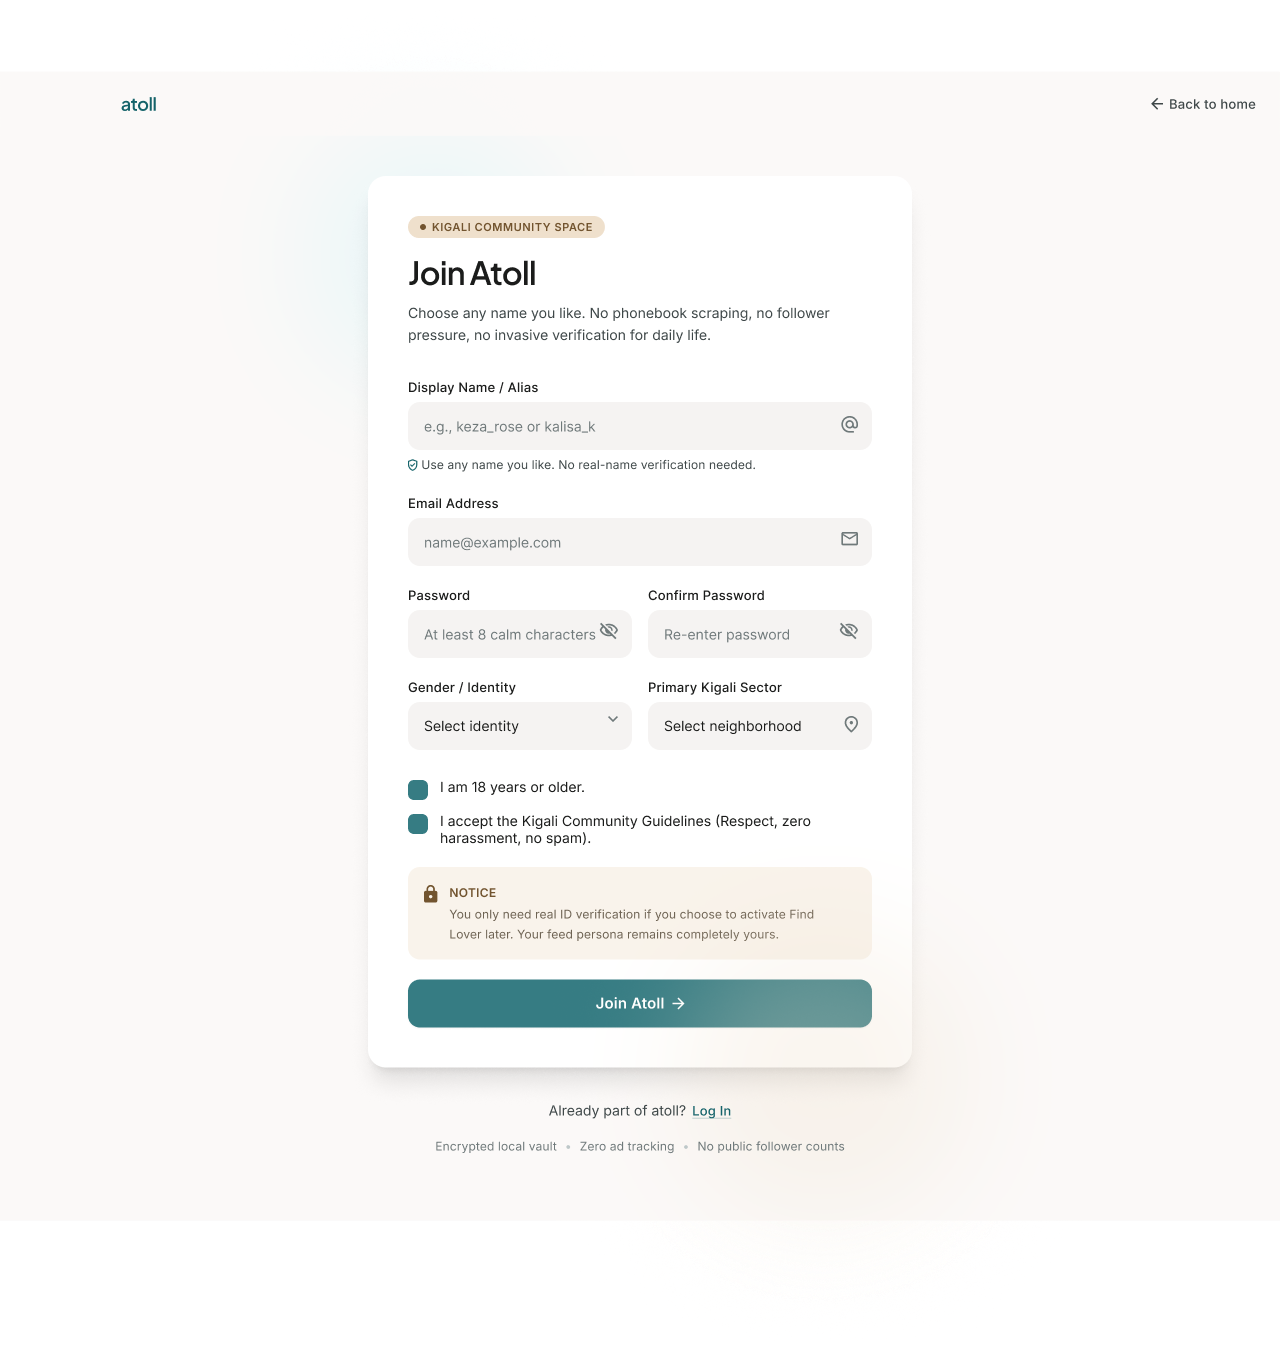 atoll
Back to home
KIGALI COMMUNITY SPACE
Join Atoll
Choose any name you like. No phonebook scraping, no follower
pressure, no invasive verification for daily life.
Display Name / Alias
e.g., keza_rose or kalisa_k
Use any name you like. No real-name verification needed.
Email Address
name@example.com
Password
Confirm Password
At least 8 calm characters
Re-enter password
Gender / Identity
Primary Kigali Sector
Select identity
Select neighborhood
I am 18 years or older.
I accept the Kigali Community Guidelines (Respect, zero
harassment, no spam).
NOTICE
You only need real ID verification if you choose to activate Find
Lover later. Your feed persona remains completely yours.
Join Atoll →
Already part of atoll? Log In
Encrypted local vault • Zero ad tracking • No public follower counts